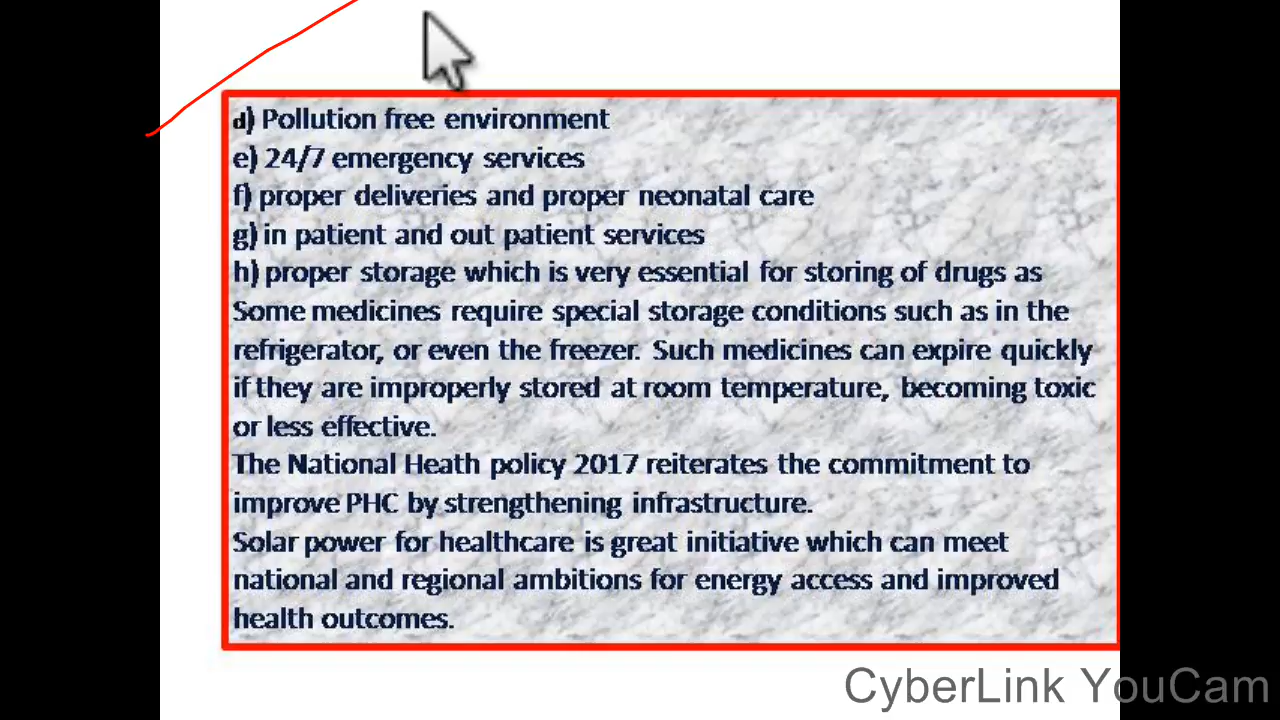 d) Pollution free environment
e) 24/7 emergency services
f) proper deliveries and proper neonatal care
g) in patient and out patient services
h) proper storage which is very essential for storing of drugs as
Some medicines require special storage conditions such as in the
refrigerator, or even the freezer. Such medicines can expire quickly
if they are improperly stored at room temperature, becoming toxic
or less effective.
The National Heath policy 2017 reiterates the commitment to
improve PHC by strengthening infrastructure.
Solar power for healthcare is great initiative which can meet
national and regional ambitions for energy access and improved
health outcomes.
CyberLink YouCam